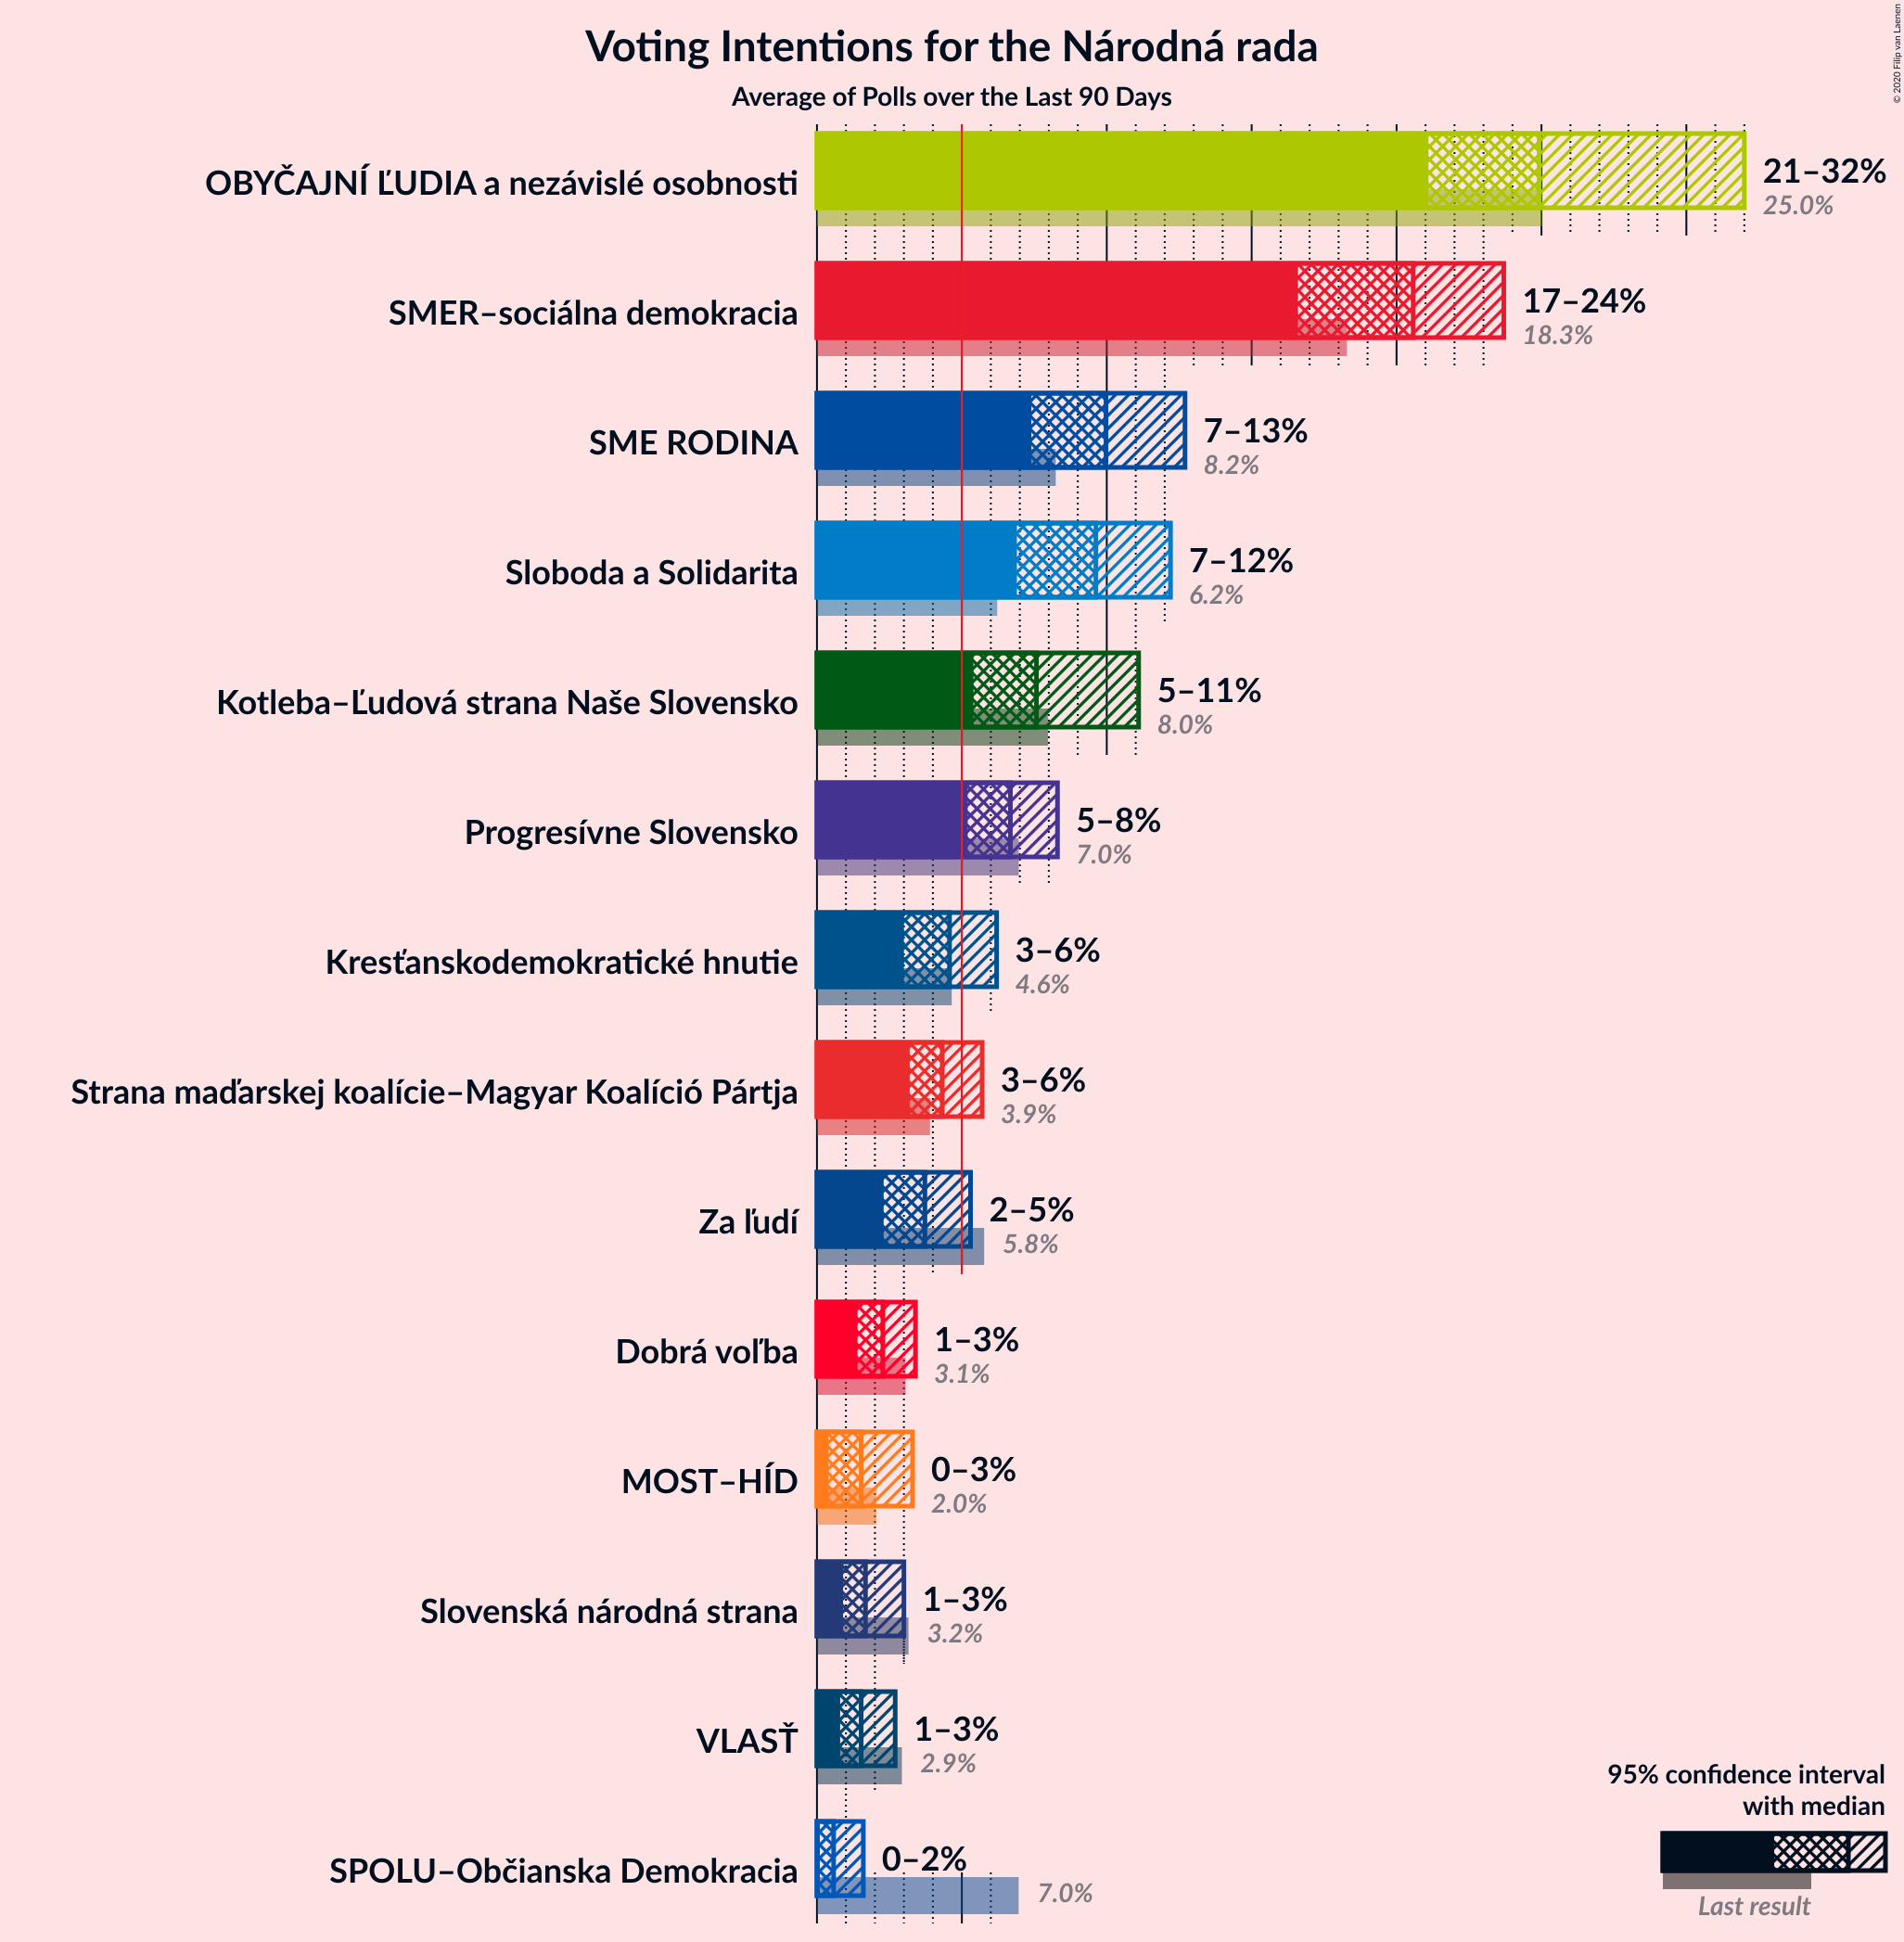 Voting Intentions for the Národná rada
Average of Polls over the Last 90 Days
© 2020 Filip van Laenen
OBYČAJNÍ ĽUDIA a nezávislé osobnosti
21–32%
25.0%
SMER–sociálna demokracia
17–24%
18.3%
SME RODINA
7–13%
8.2%
Sloboda a Solidarita
7–12%
6.2%
Kotleba–Ľudová strana Naše Slovensko
5–11%
8.0%
Progresívne Slovensko
5–8%
7.0%
Kresťanskodemokratické hnutie
3–6%
4.6%
Strana maďarskej koalície–Magyar Koalíció Pártja
3–6%
3.9%
Za ľudí
2–5%
5.8%
Dobrá voľba
1–3%
3.1%
MOST–HÍD
0–3%
2.0%
Slovenská národná strana
1–3%
3.2%
VLASŤ
1–3%
2.9%
SPOLU–Občianska Demokracia
0–2%
7.0%
95% confidence interval
with median
Last result